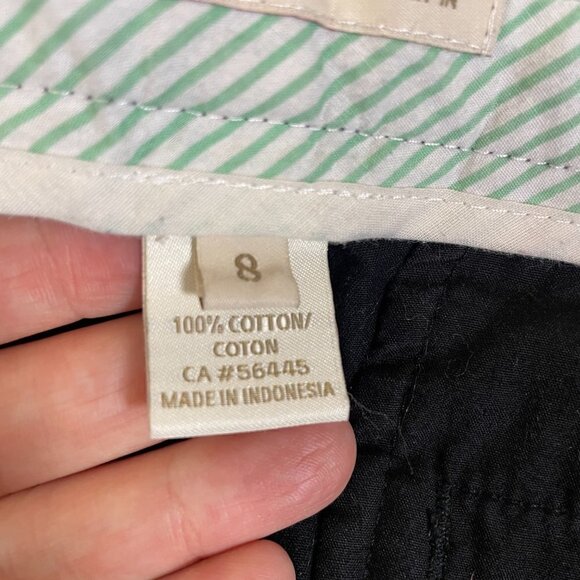 8
100% COTTON/
COTON
CA #56445
MADE IN INDONESIA